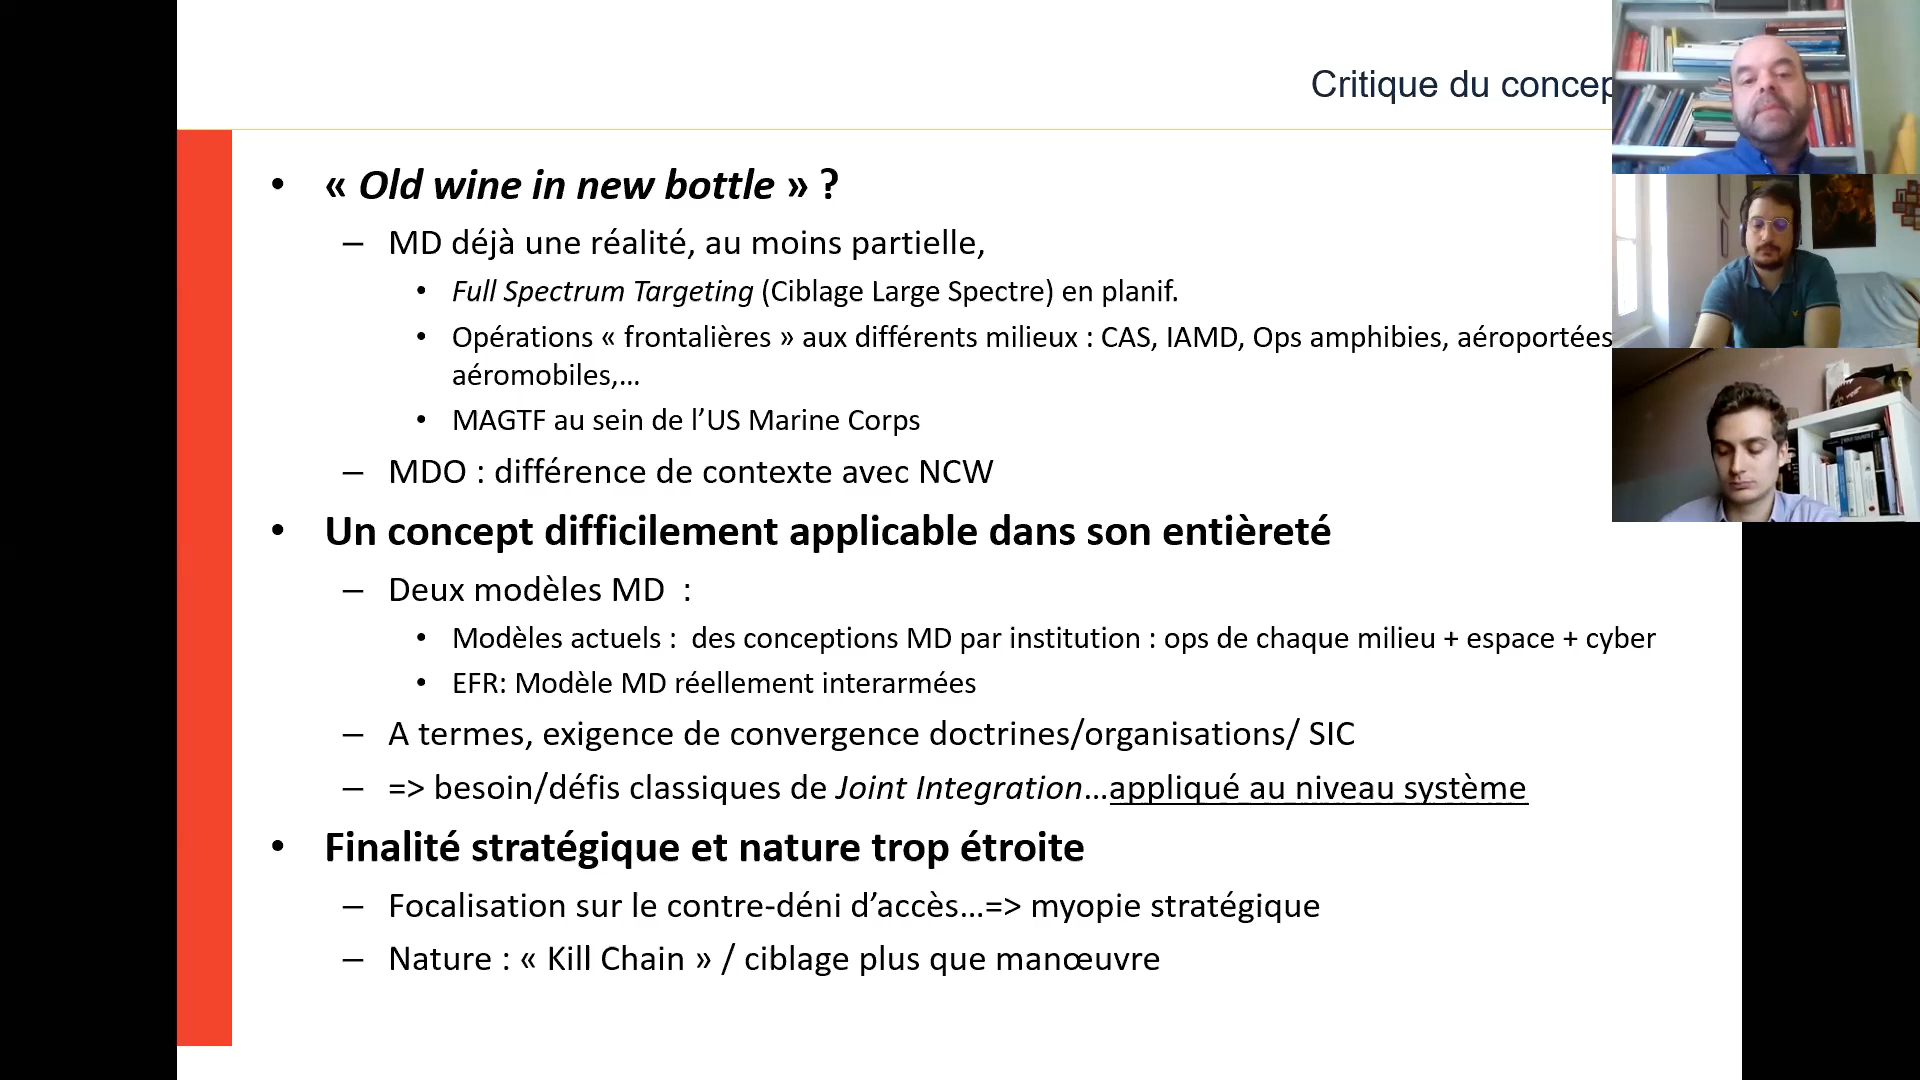 Critique du concep
• « Old wine in new bottle » ?
– MD déjà une réalité, au moins partielle,
• Full Spectrum Targeting (Ciblage Large Spectre) en planif.
• Opérations « frontalières » aux différents milieux : CAS, IAMD, Ops amphibies, aéroportées
aéromobiles,…
• MAGTF au sein de l’US Marine Corps
– MDO : différence de contexte avec NCW
• Un concept difficilement applicable dans son entièreté
– Deux modèles MD :
• Modèles actuels : des conceptions MD par institution : ops de chaque milieu + espace + cyber
• EFR: Modèle MD réellement interarmées
– A termes, exigence de convergence doctrines/organisations/ SIC
– => besoin/défis classiques de Joint Integration…appliqué au niveau système
• Finalité stratégique et nature trop étroite
– Focalisation sur le contre-déni d’accès…=> myopie stratégique
– Nature : « Kill Chain » / ciblage plus que manœuvre